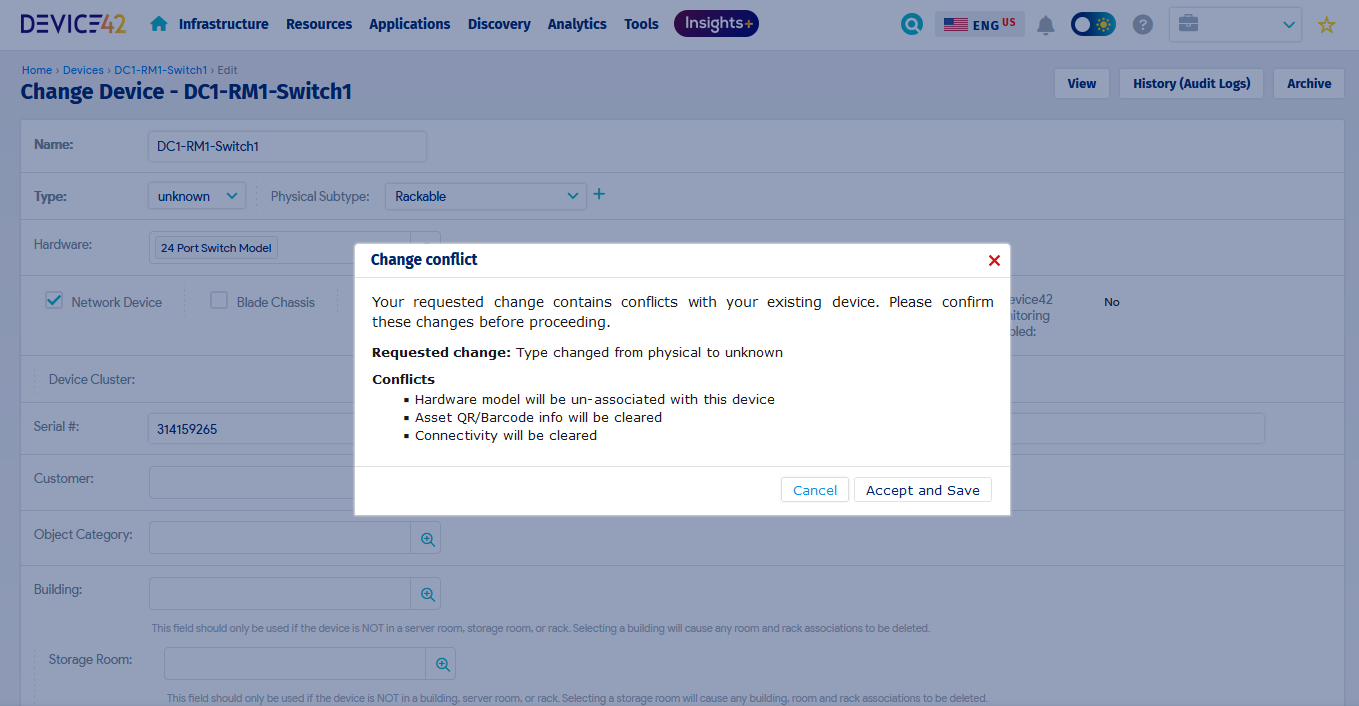 DEVICE42 Infrastructure Resources Applications Discovery Analytics Tools Insights+ ENG US
Home › Devices › DC1-RM1-Switch1 › Edit
Change Device - DC1-RM1-Switch1
View History (Audit Logs) Archive
Name: DC1-RM1-Switch1
Type: unknown Physical Subtype: Rackable
Hardware: 24 Port Switch Model
Network Device Blade Chassis
No
Device Cluster:
Serial #: 314159265
Customer:
Object Category:
Building:
This field should only be used if the device is NOT in a server room, storage room, or rack. Selecting a building will cause any room and rack associations to be deleted.
Storage Room:
This field should only be used if the device is NOT in a building, server room, or rack. Selecting a storage room will cause any building, room and rack associations to be deleted.
Change conflict
Your requested change contains conflicts with your existing device. Please confirm
these changes before proceeding.
Requested change: Type changed from physical to unknown
Conflicts
Hardware model will be un-associated with this device
Asset QR/Barcode info will be cleared
Connectivity will be cleared
Cancel Accept and Save